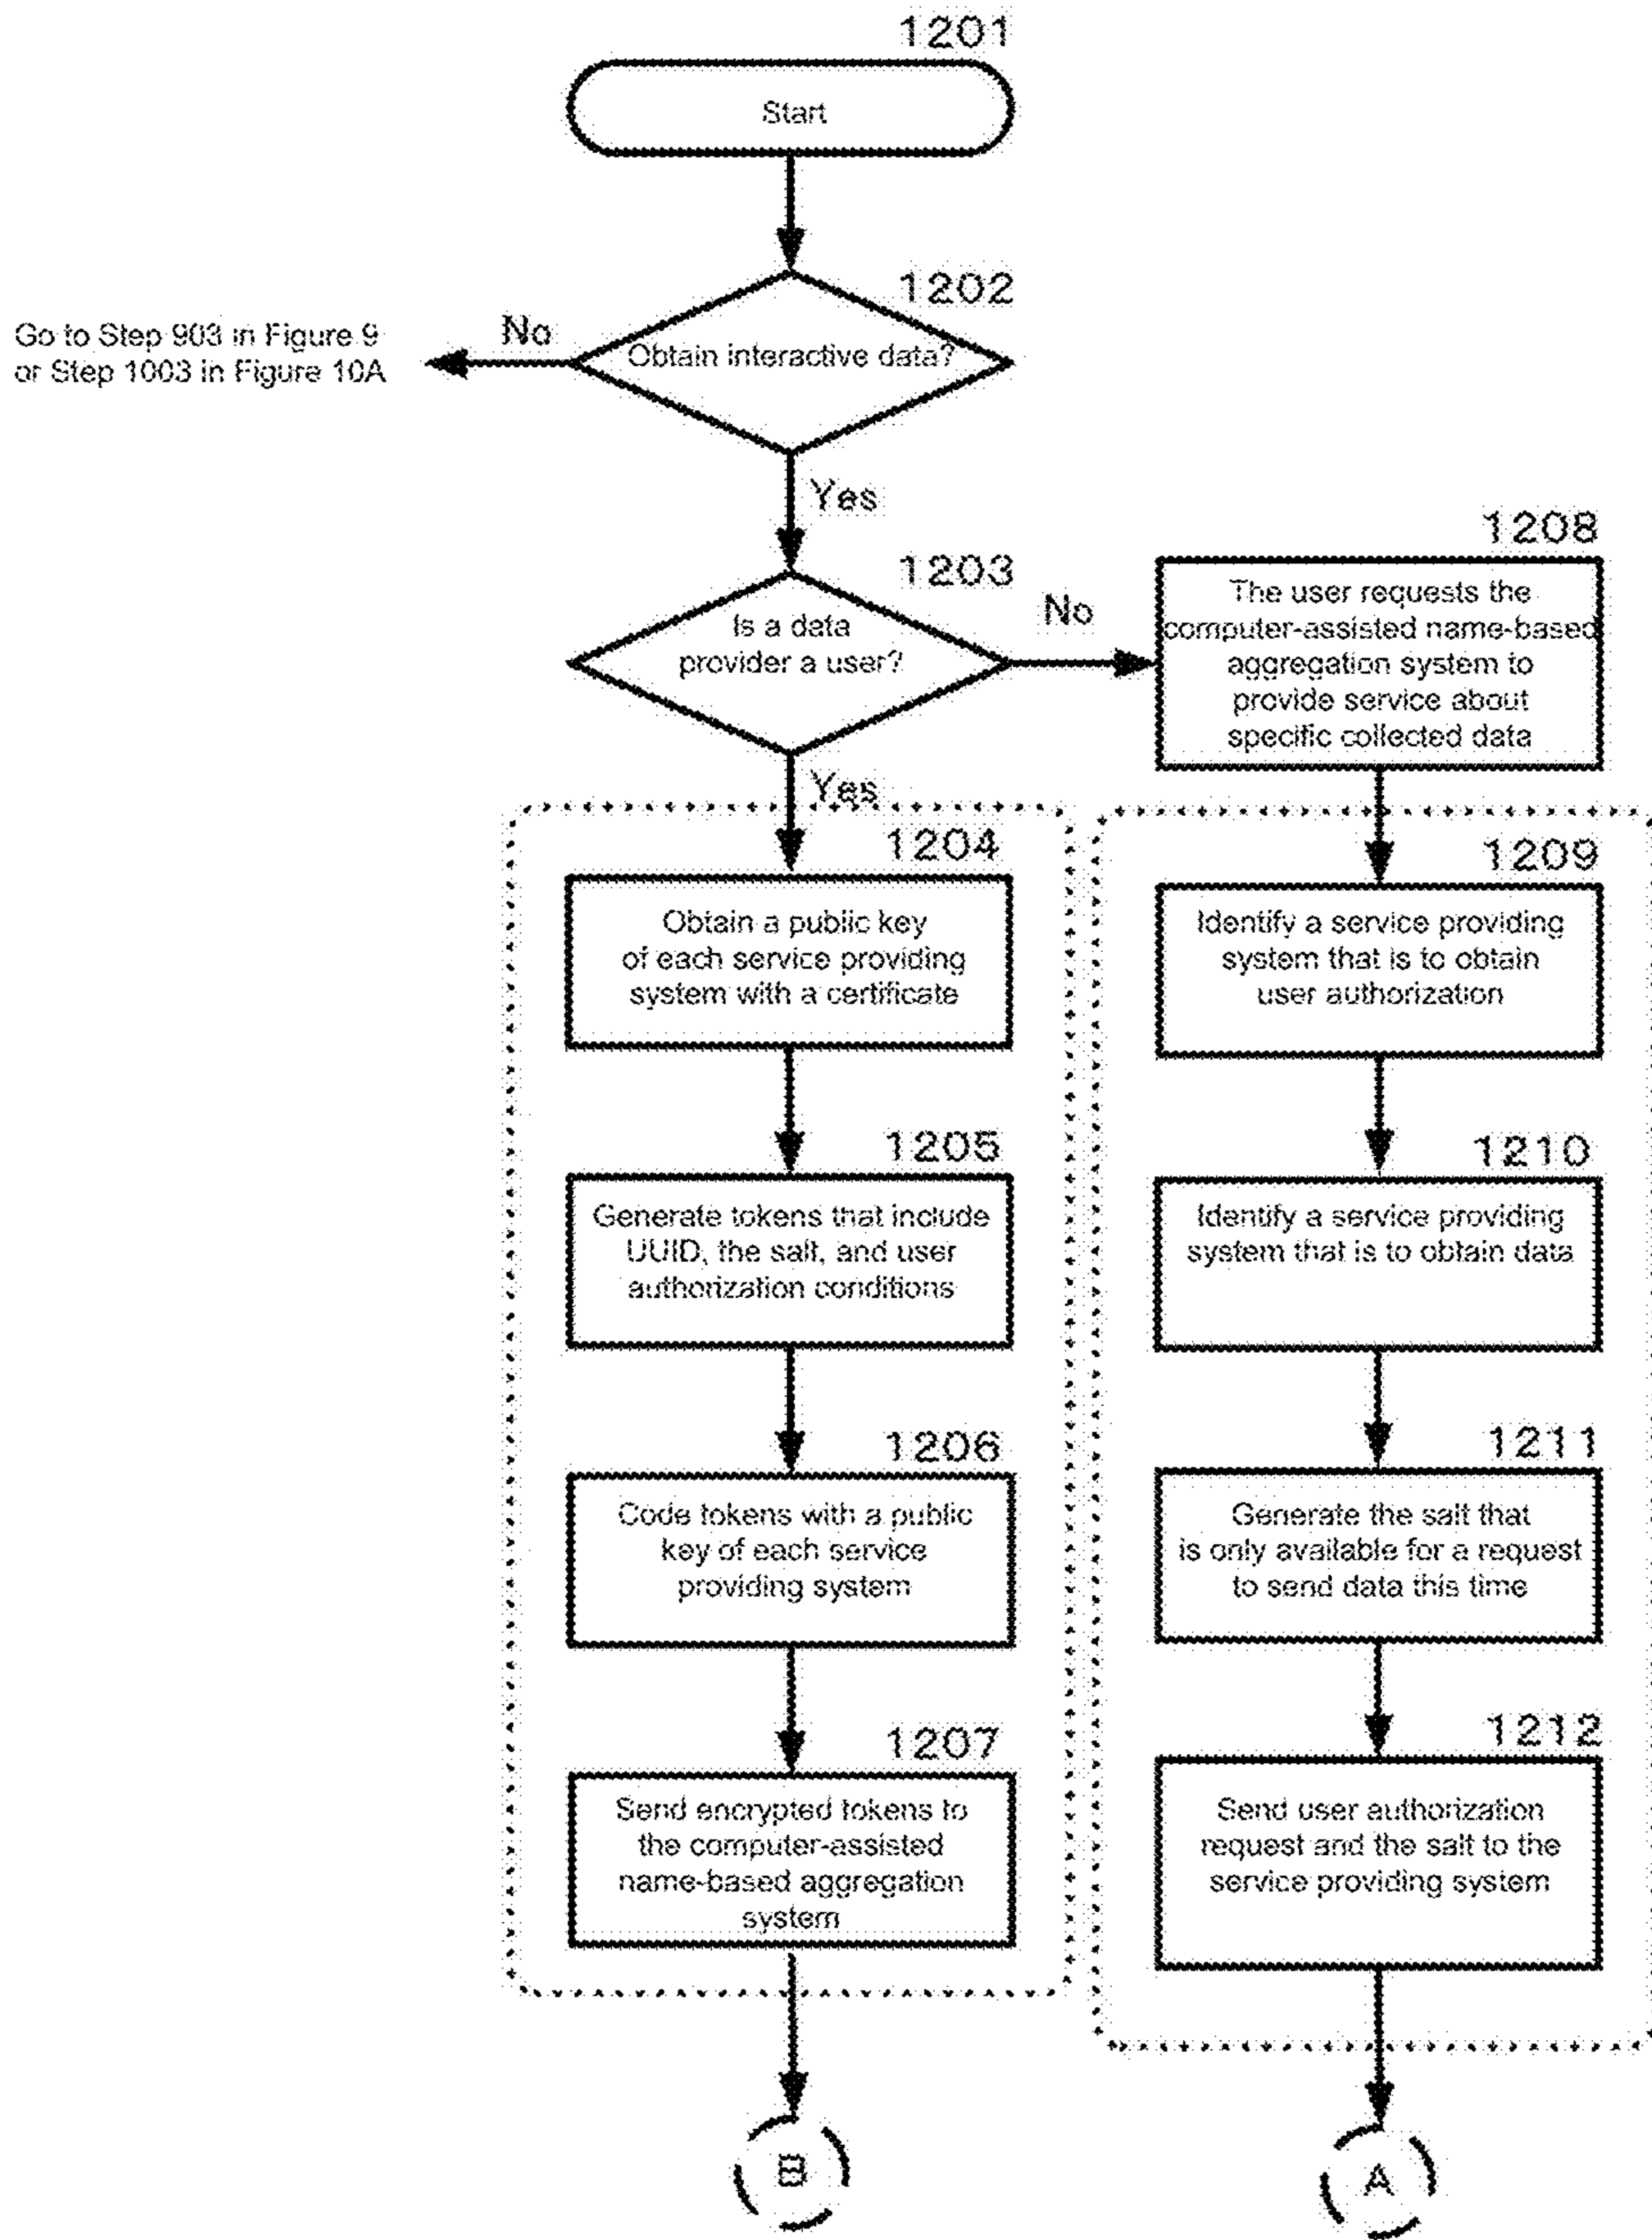 1201
Start
1202
Obtain interactive data?
No
Go to Step 903 in Figure 9
or Step 1003 in Figure 10A
Yes
1203
Is a data
provider a user?
No
Yes
1204
Obtain a public key
of each service providing
system with a certificate
1205
Generate tokens that include
UUID, the salt, and user
authorization conditions
1206
Code tokens with a public
key of each service
providing system
1207
Send encrypted tokens to
the computer-assisted
name-based aggregation
system
B
1208
The user requests the
computer-assisted name-based
aggregation system to
provide service about
specific collected data
1209
Identify a service providing
system that is to obtain
user authorization
1210
Identify a service providing
system that is to obtain data
1211
Generate the salt that
is only available for a request
to send data this time
1212
Send user authorization
request and the salt to the
service providing system
A